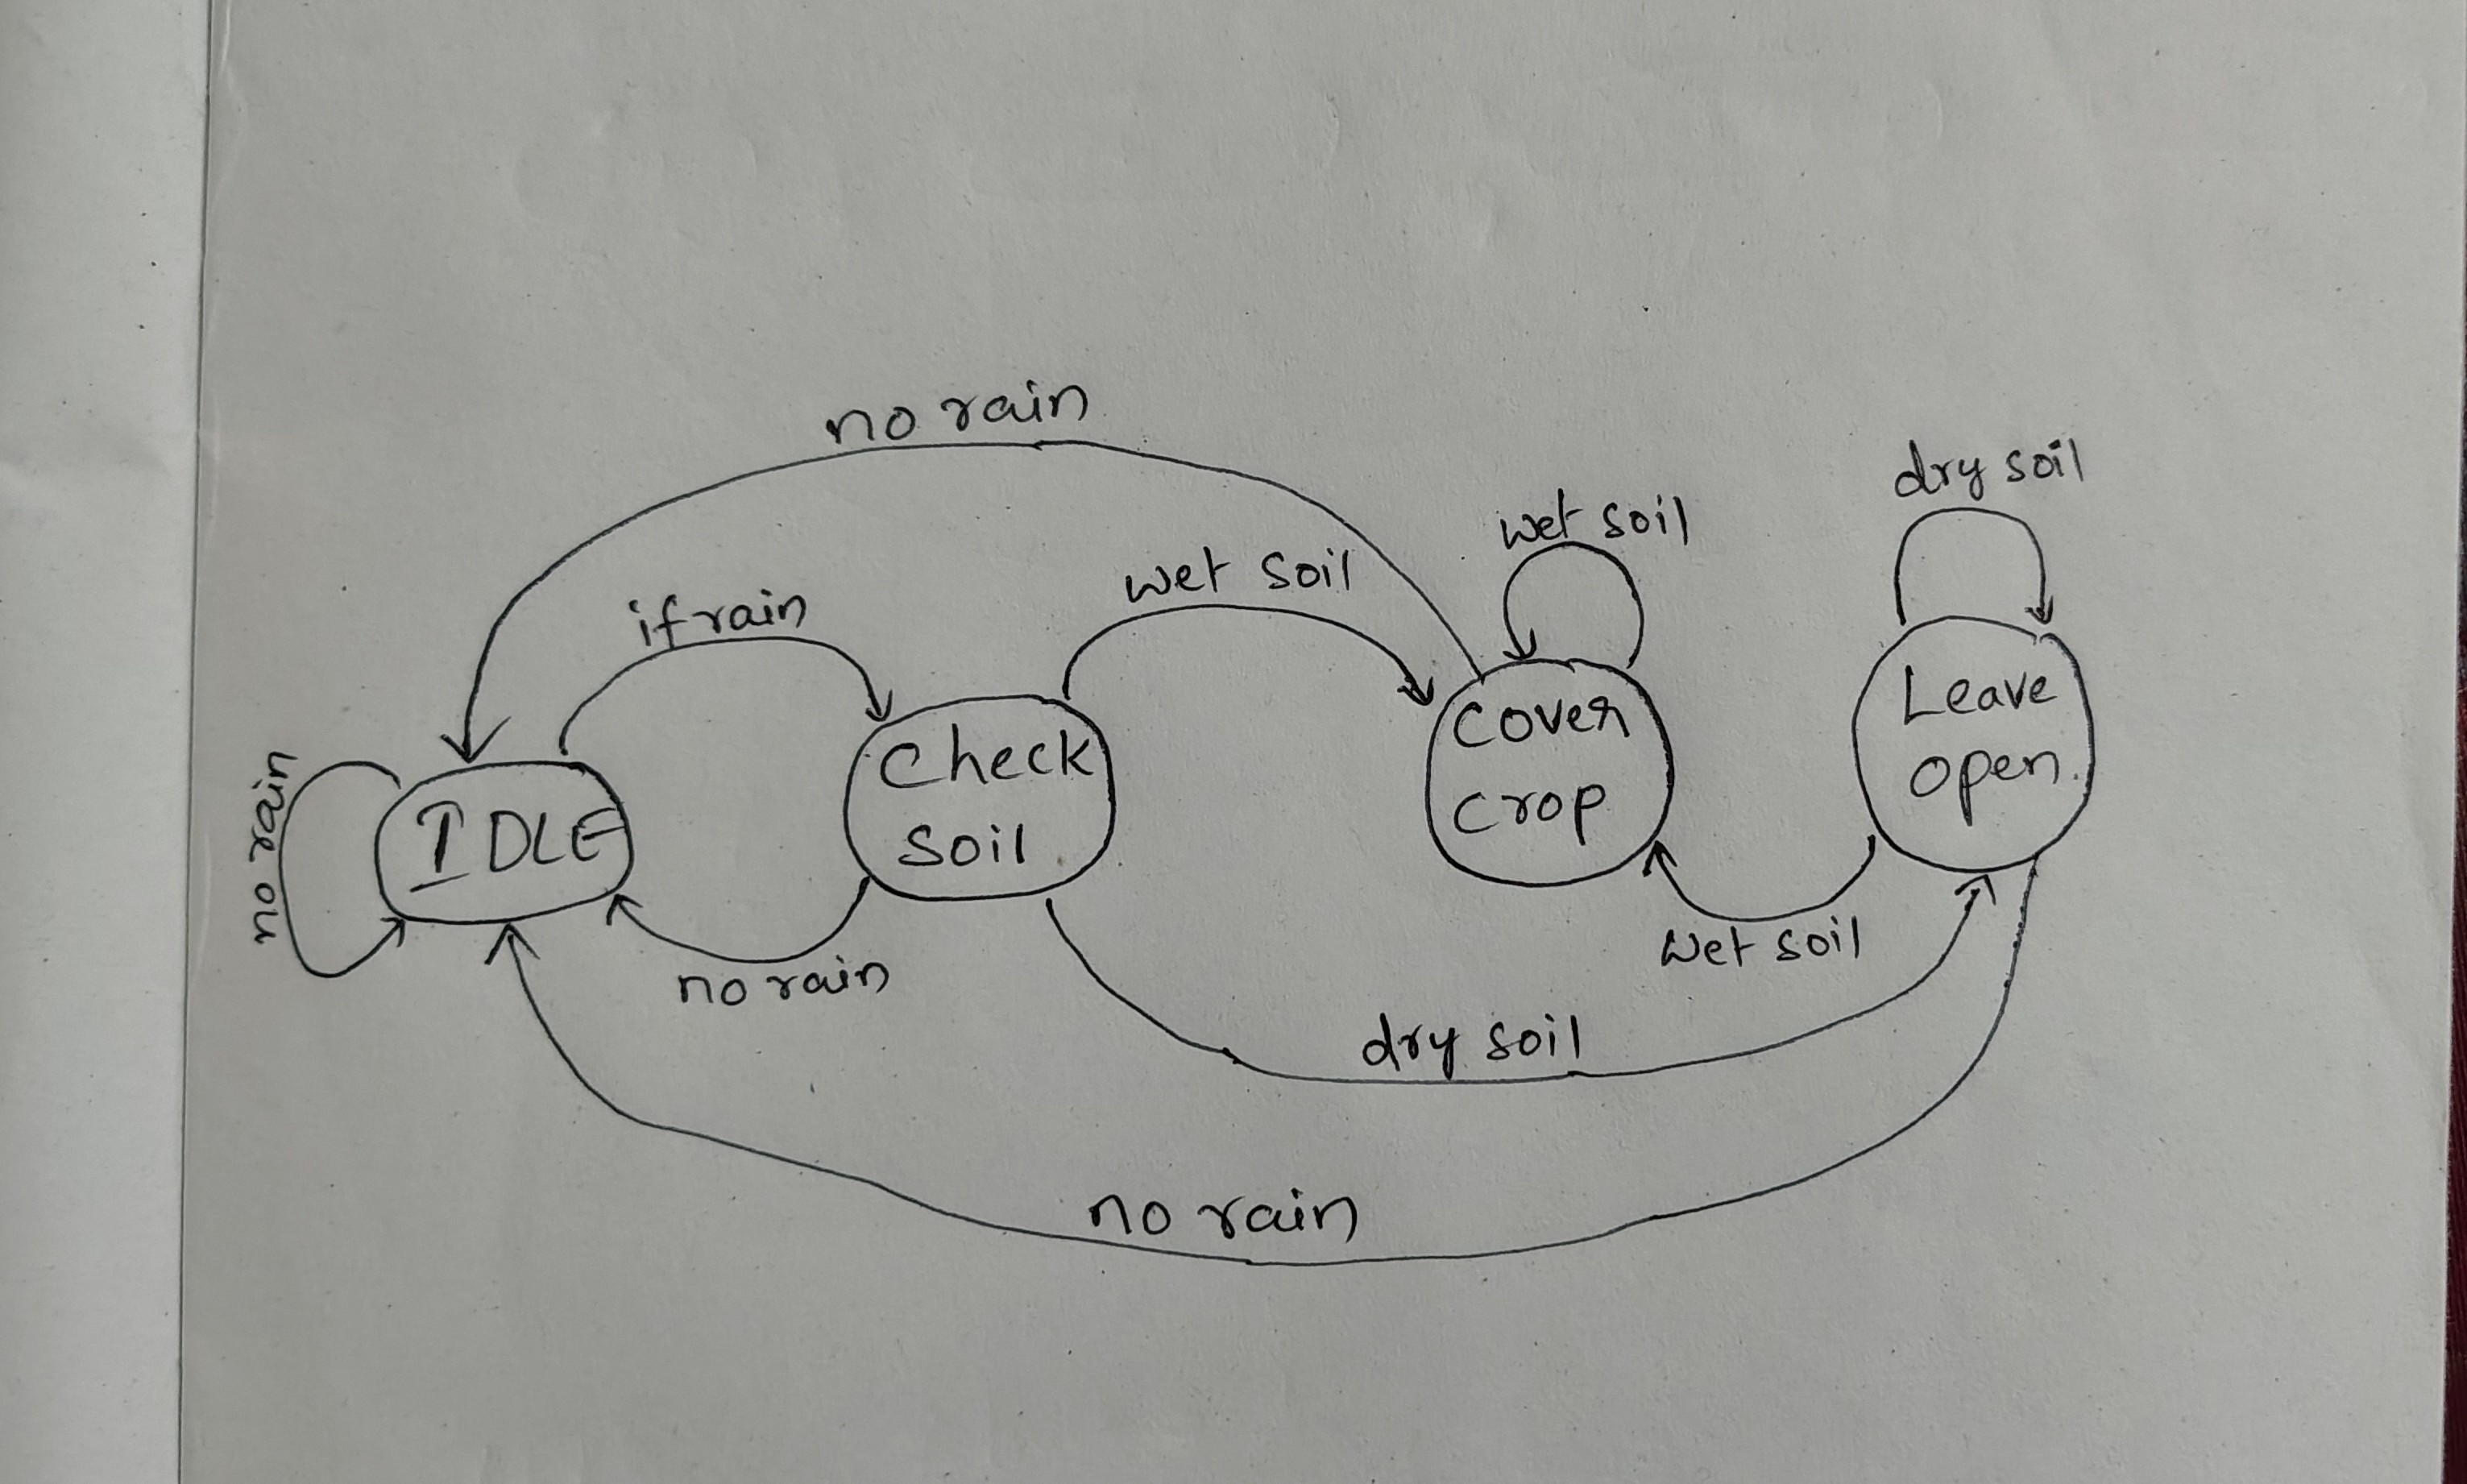 no rain
dry soil
wet soil
wet soil
if rain
Leave
open.
cover
crop
Check
soil
IDLE
no rain
wet soil
no rain
dry soil
no rain